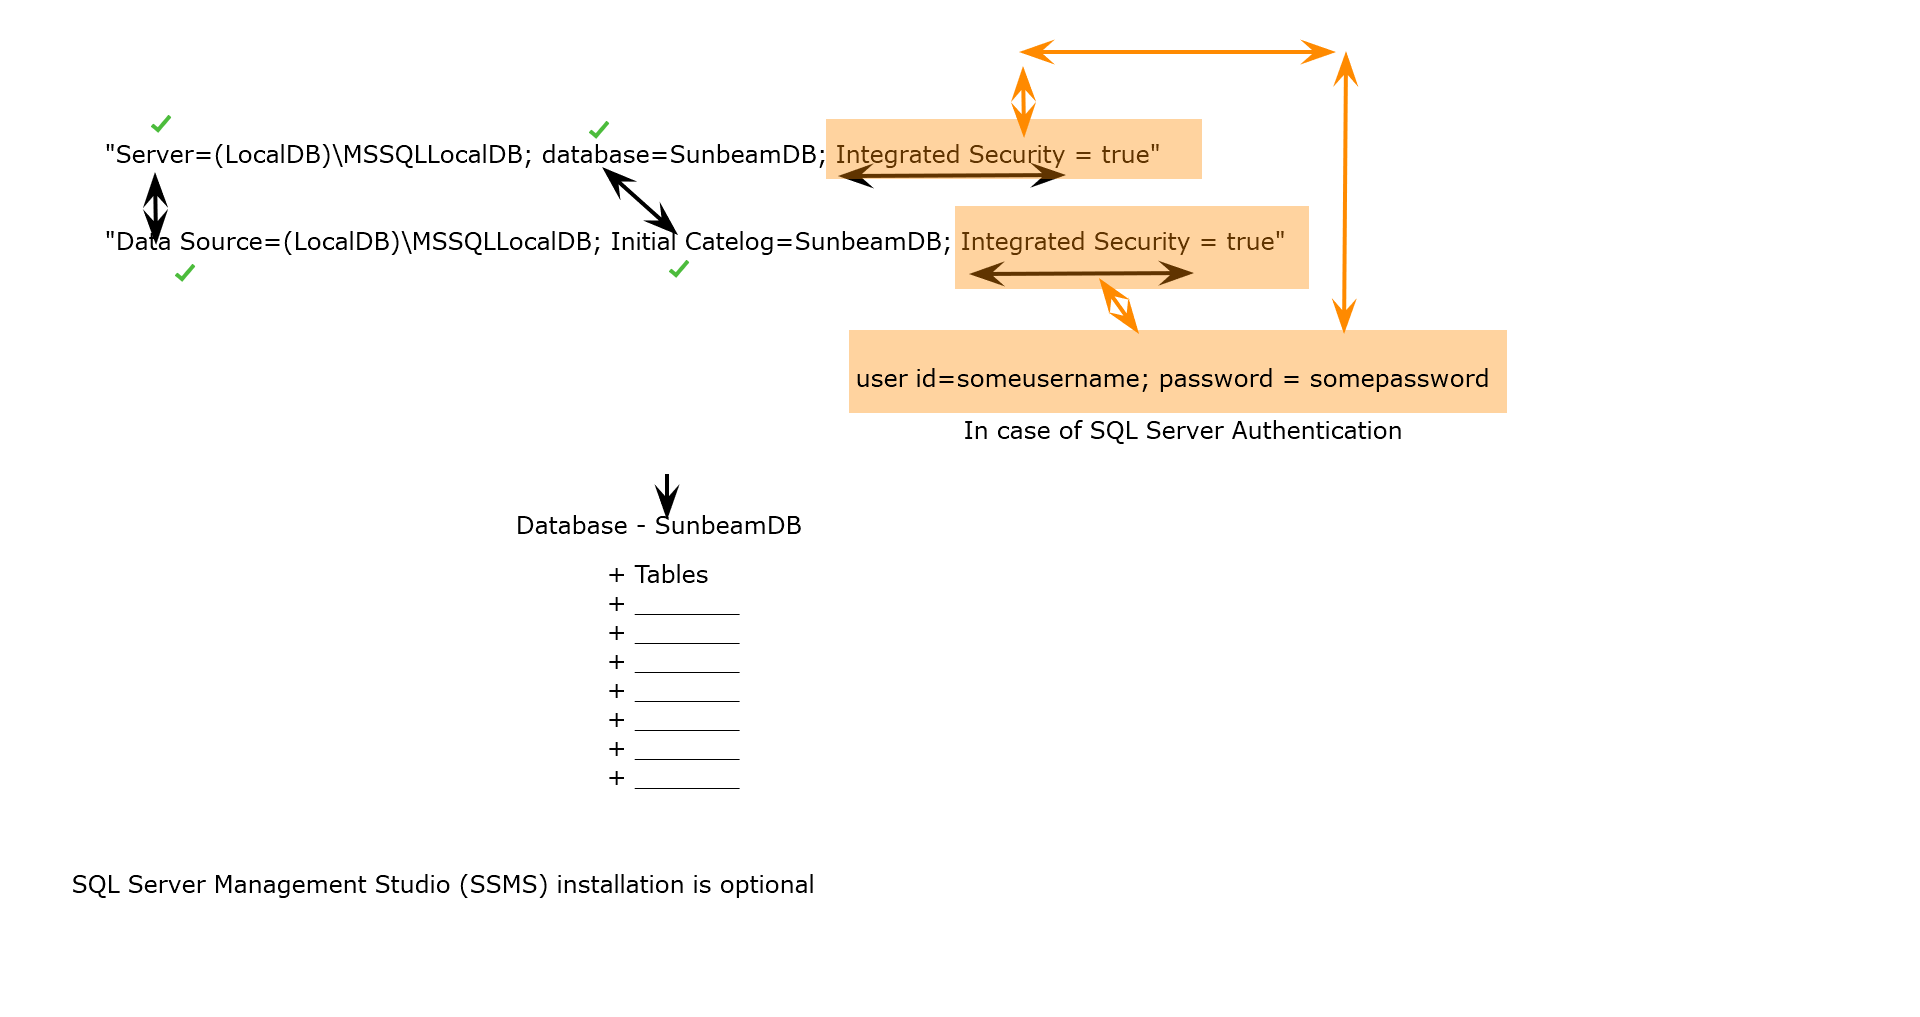 "Server=(LocalDB)\MSSQLLocalDB; database=SunbeamDB; Integrated Security = true"
"Data Source=(LocalDB)\MSSQLLocalDB; Initial Catelog=SunbeamDB; Integrated Security = true"
user id=someusername; password = somepassword
In case of SQL Server Authentication
Database - SunbeamDB
+ Tables
+ ________
+ ________
+ ________
+ ________
+ ________
+ ________
+ ________
SQL Server Management Studio (SSMS) installation is optional